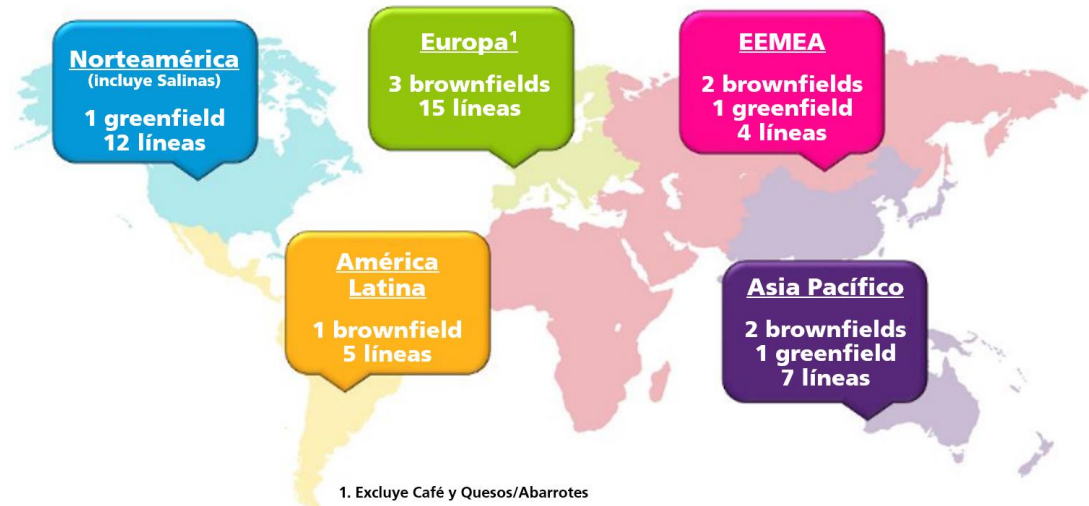 Norteamérica
(incluye Salinas)
1 greenfield
12 líneas
Europa¹
3 brownfields
15 líneas
EEMEA
2 brownfields
1 greenfield
4 líneas
América
Latina
1 brownfield
5 líneas
Asia Pacífico
2 brownfields
1 greenfield
7 líneas
1. Excluye Café y Quesos/Abarrotes